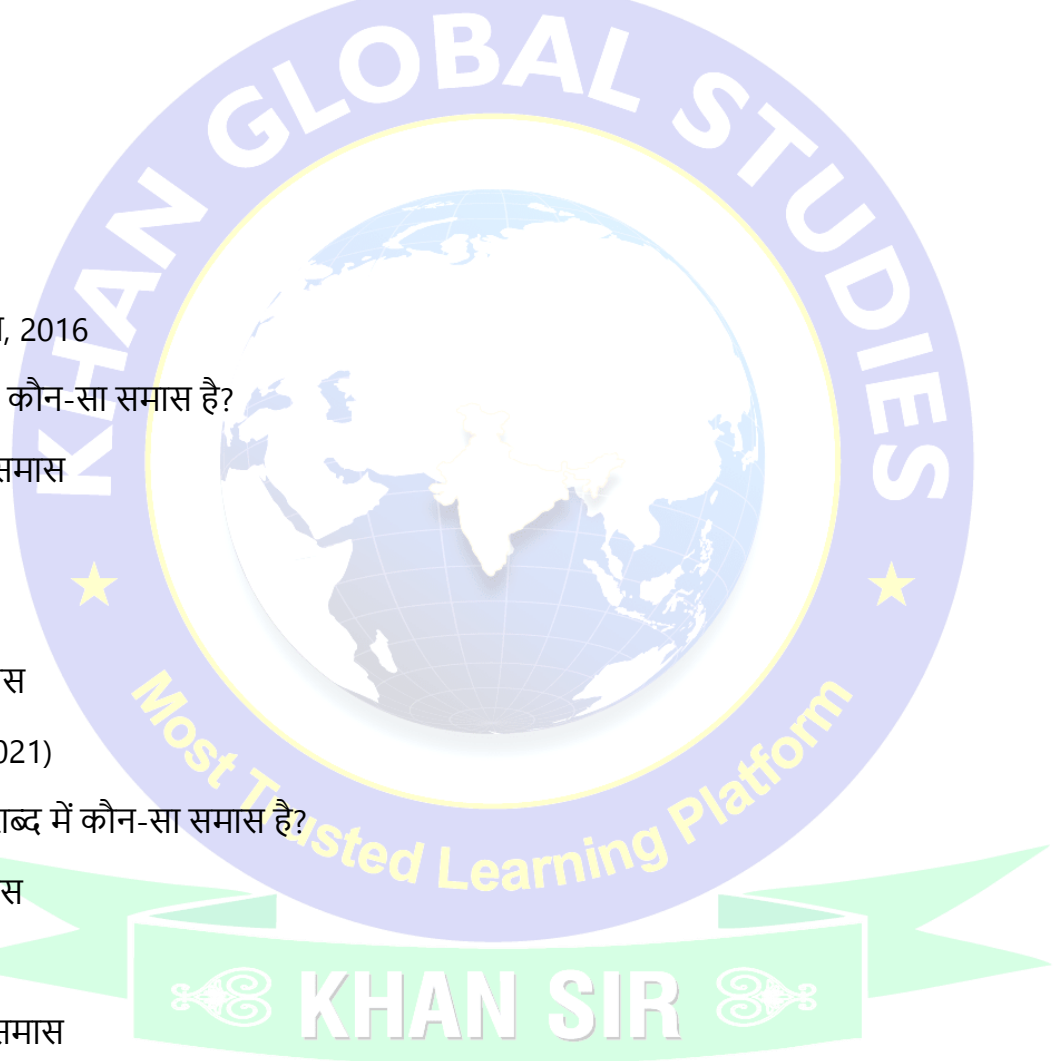 KHAN GLOBAL STUDIES
, 2016
कौन-सा समास है?
समास
021)
में कौन-सा समास है?
Most Trusted Learning Platform
समास
KHAN SIR